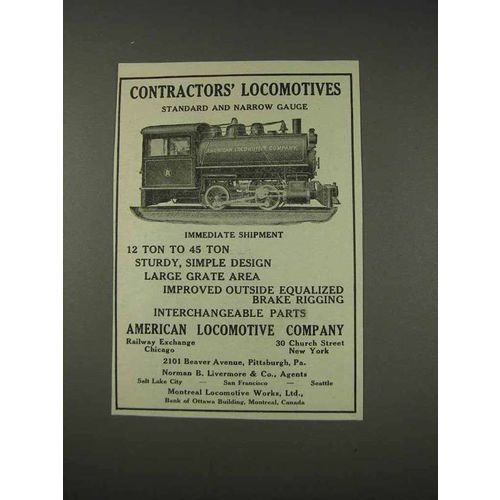 CONTRACTORS' LOCOMOTIVES
STANDARD AND NARROW GAUGE
AMERICAN LOCOMOTIVE COMPANY.
R
IMMEDIATE SHIPMENT
12 TON TO 45 TON
STURDY, SIMPLE DESIGN
LARGE GRATE AREA
IMPROVED OUTSIDE EQUALIZED
BRAKE RIGGING
INTERCHANGEABLE PARTS
AMERICAN LOCOMOTIVE COMPANY
Railway Exchange 30 Church Street
Chicago New York
2101 Beaver Avenue, Pittsburgh, Pa.
Norman B. Livermore & Co., Agents
Salt Lake City — San Francisco — Seattle
Montreal Locomotive Works, Ltd.,
Bank of Ottawa Building, Montreal, Canada